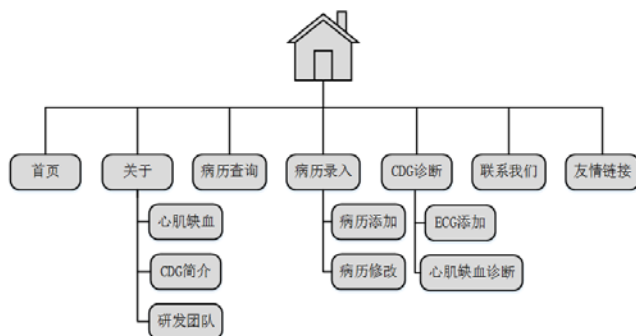 首页
关于
病历查询
病历录入
CDG诊断
联系我们
友情链接
心肌缺血
病历添加
ECG添加
CDG简介
病历修改
心肌缺血诊断
研发团队